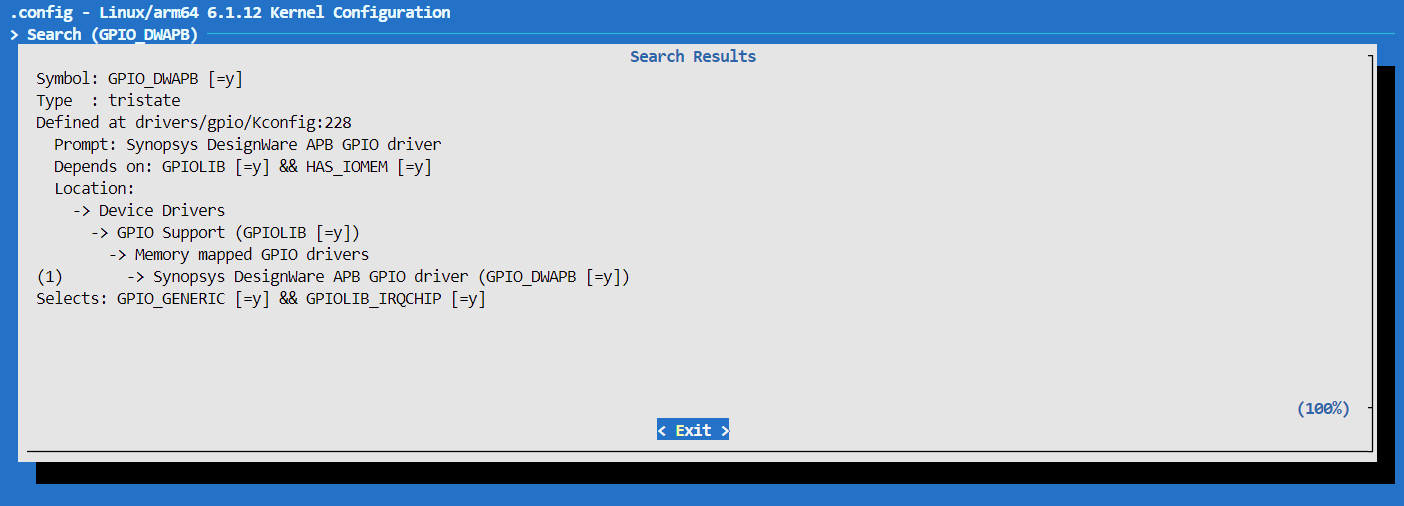 .config - Linux/arm64 6.1.12 Kernel Configuration
> Search (GPIO_DWAPB)
Search Results
Symbol: GPIO_DWAPB [=y]
Type  : tristate
Defined at drivers/gpio/Kconfig:228
  Prompt: Synopsys DesignWare APB GPIO driver
  Depends on: GPIOLIB [=y] && HAS_IOMEM [=y]
  Location:
    -> Device Drivers
      -> GPIO Support (GPIOLIB [=y])
        -> Memory mapped GPIO drivers
(1)       -> Synopsys DesignWare APB GPIO driver (GPIO_DWAPB [=y])
Selects: GPIO_GENERIC [=y] && GPIOLIB_IRQCHIP [=y]
(100%)
< Exit >